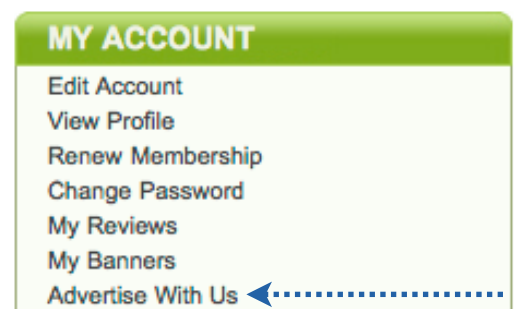 MY ACCOUNT
Edit Account
View Profile
Renew Membership
Change Password
My Reviews
My Banners
Advertise With Us